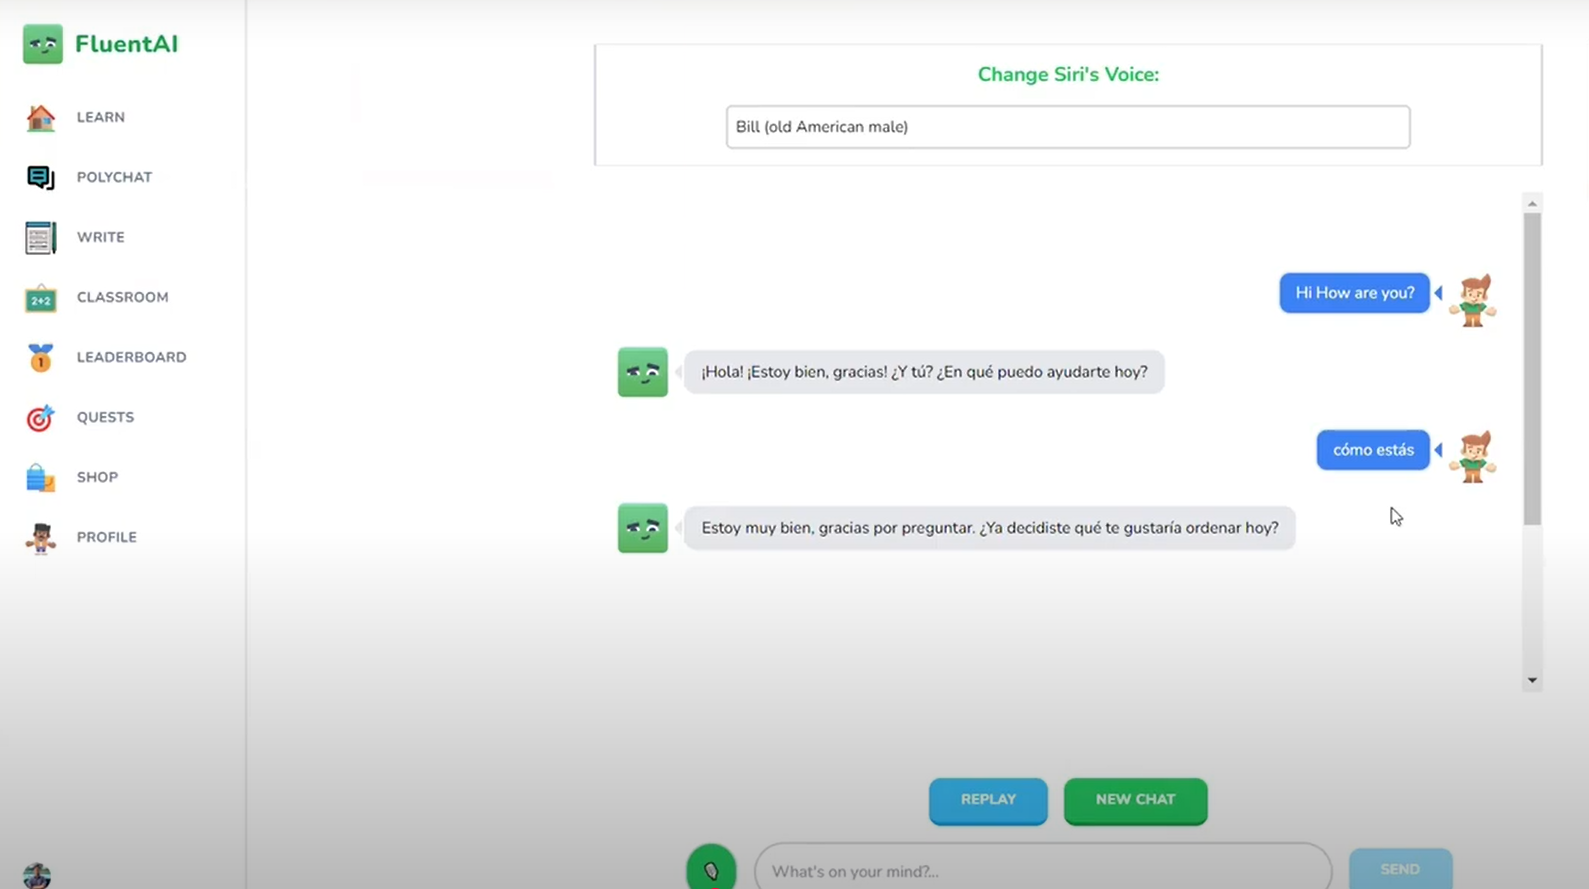 FluentAI
LEARN
POLYCHAT
WRITE
2+2
CLASSROOM
1
LEADERBOARD
QUESTS
SHOP
PROFILE
Change Siri's Voice:
Bill (old American male)
Hi How are you?
¡Hola! ¡Estoy bien, gracias! ¿Y tú? ¿En qué puedo ayudarte hoy?
cómo estás
Estoy muy bien, gracias por preguntar. ¿Ya decidiste qué te gustaría ordenar hoy?
REPLAY
NEW CHAT
What's on your mind?...
SEND